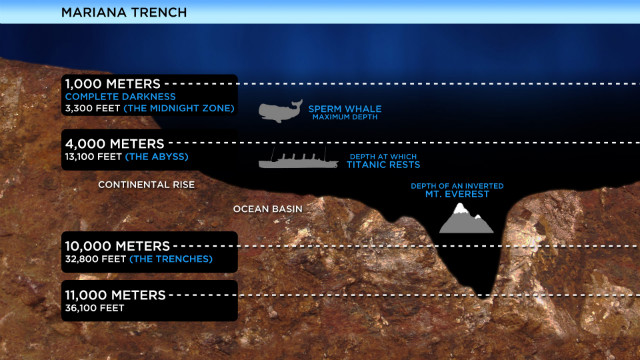 MARIANA TRENCH
1,000 METERS
COMPLETE DARKNESS
3,300 FEET (THE MIDNIGHT ZONE)
SPERM WHALE
MAXIMUM DEPTH
4,000 METERS
13,100 FEET (THE ABYSS)
DEPTH AT WHICH
TITANIC RESTS
CONTINENTAL RISE
DEPTH OF AN INVERTED
MT. EVEREST
OCEAN BASIN
10,000 METERS
32,800 FEET (THE TRENCHES)
11,000 METERS
36,100 FEET